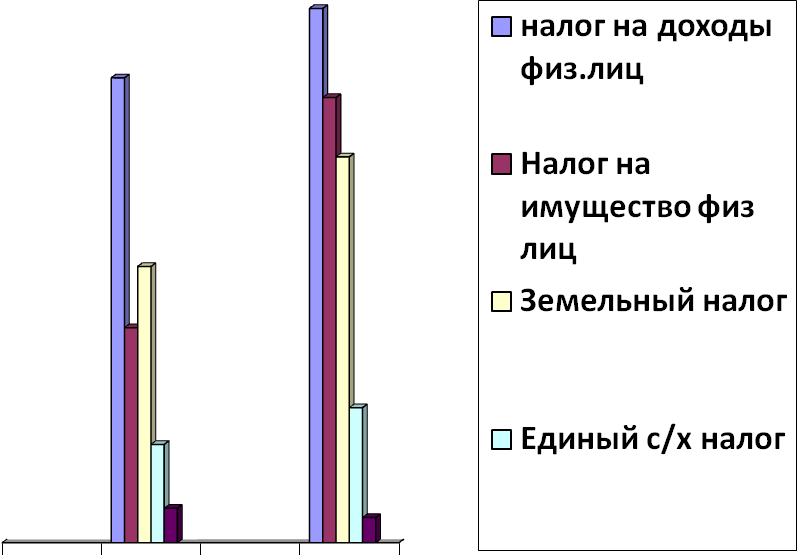 налог на доходы
физ.лиц
Налог на
имущество физ
лиц
Земельный налог
Единый с/х налог